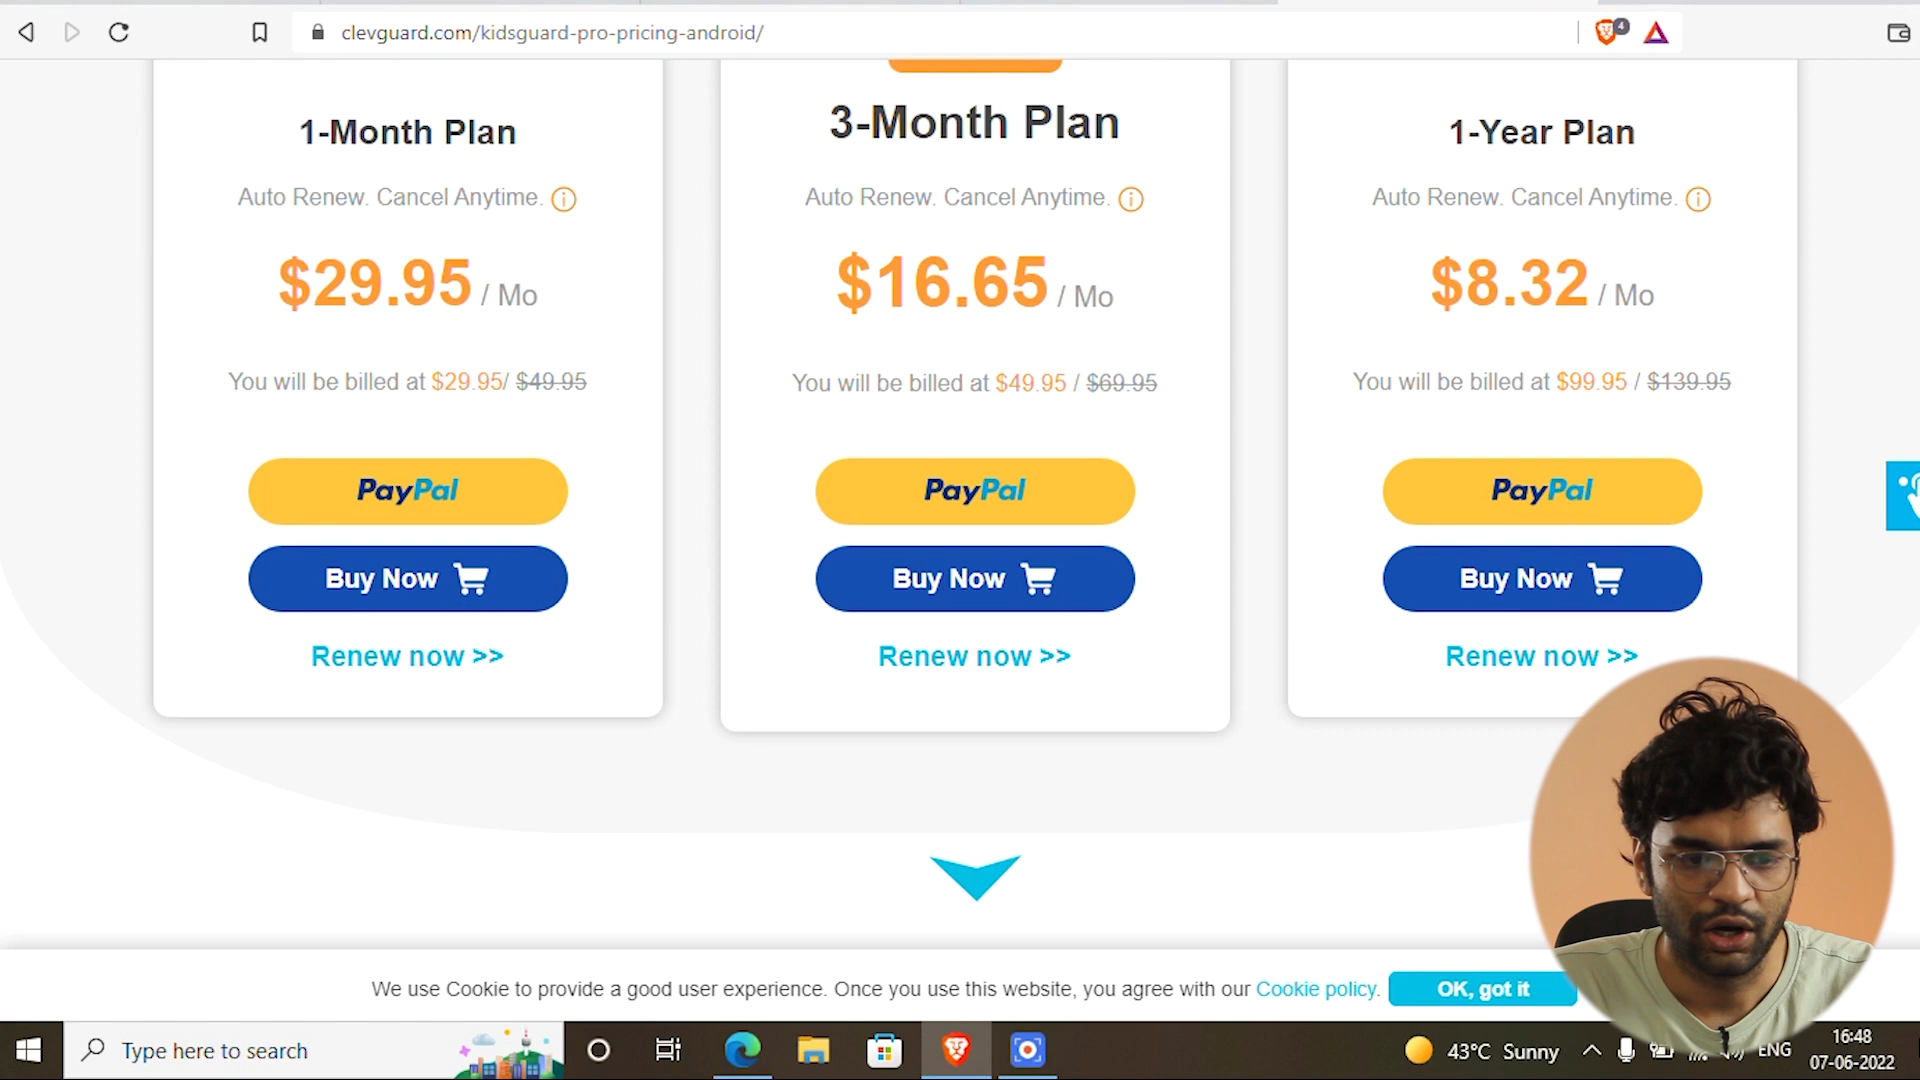 clevguard.com/kidsguard-pro-pricing-android/
4
1-Month Plan
Auto Renew. Cancel Anytime.
$29.95 / Mo
You will be billed at $29.95/ $49.95
PayPal
Buy Now
Renew now >>
3-Month Plan
Auto Renew. Cancel Anytime.
$16.65 / Mo
You will be billed at $49.95 / $69.95
PayPal
Buy Now
Renew now >>
1-Year Plan
Auto Renew. Cancel Anytime.
$8.32 / Mo
You will be billed at $99.95 / $139.95
PayPal
Buy Now
Renew now >>
We use Cookie to provide a good user experience. Once you use this website, you agree with our Cookie policy.
OK, got it
Type here to search
43°C Sunny
ENG
16:48
07-06-2022